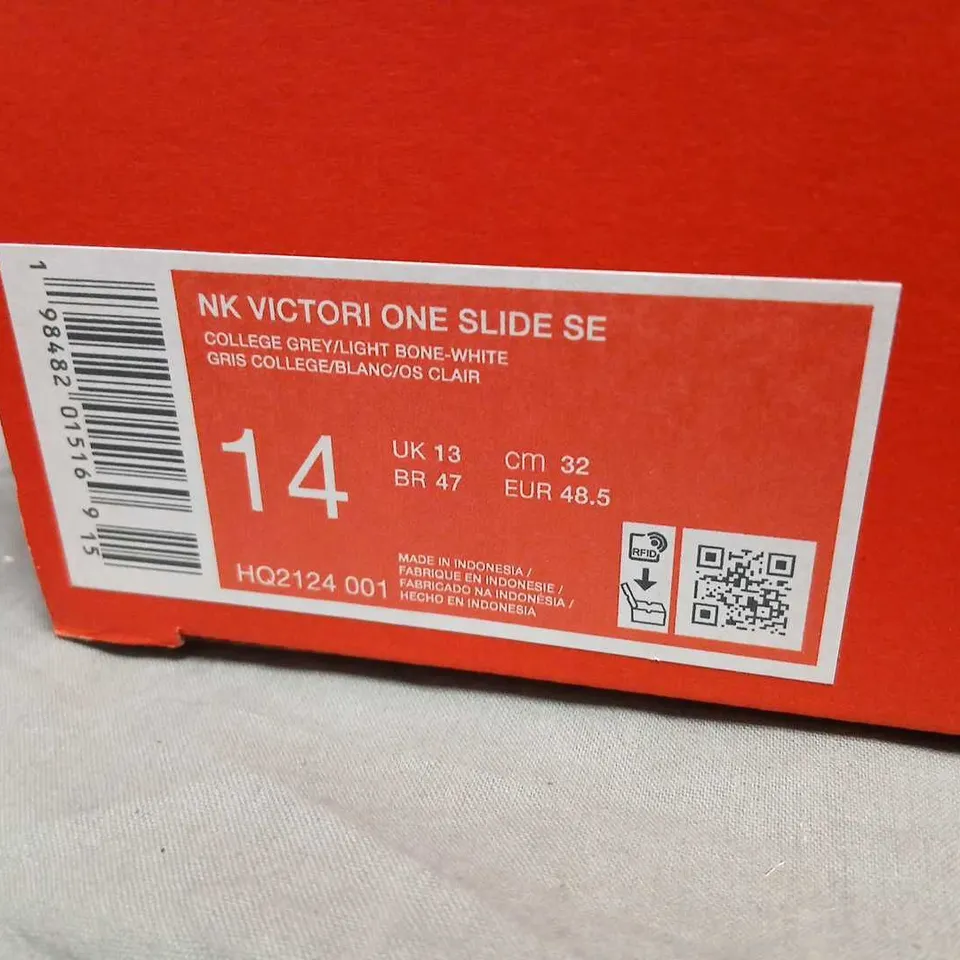 1 98482 01516 9 15
NK VICTORI ONE SLIDE SE
COLLEGE GREY/LIGHT BONE-WHITE
GRIS COLLEGE/BLANC/OS CLAIR
14
UK 13 cm 32
BR 47 EUR 48.5
HQ2124 001
MADE IN INDONESIA /
FABRIQUE EN INDONESIE /
FABRICADO NA INDONÉSIA /
HECHO EN INDONESIA
RFID